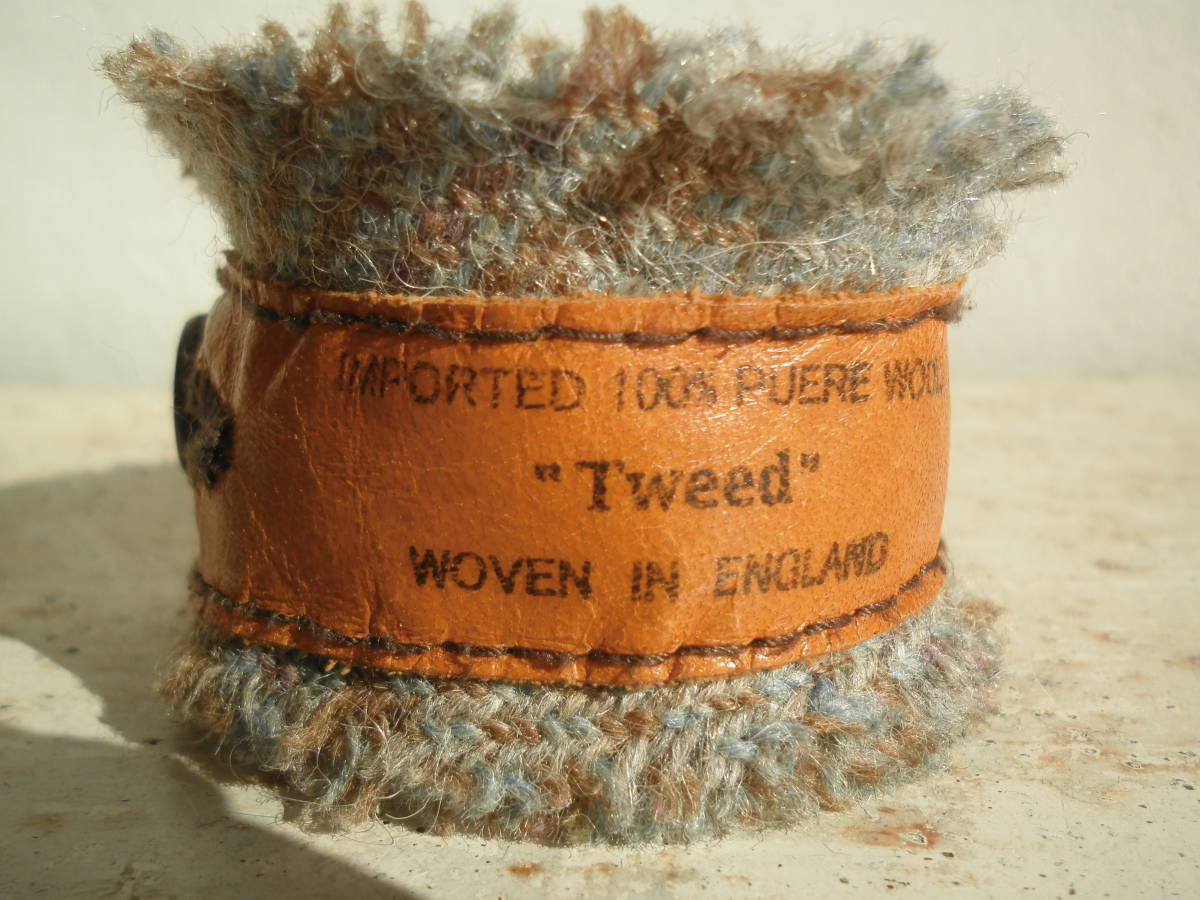 IMPORTED 100% PUERE WOOL
"Tweed"
WOVEN IN ENGLAND